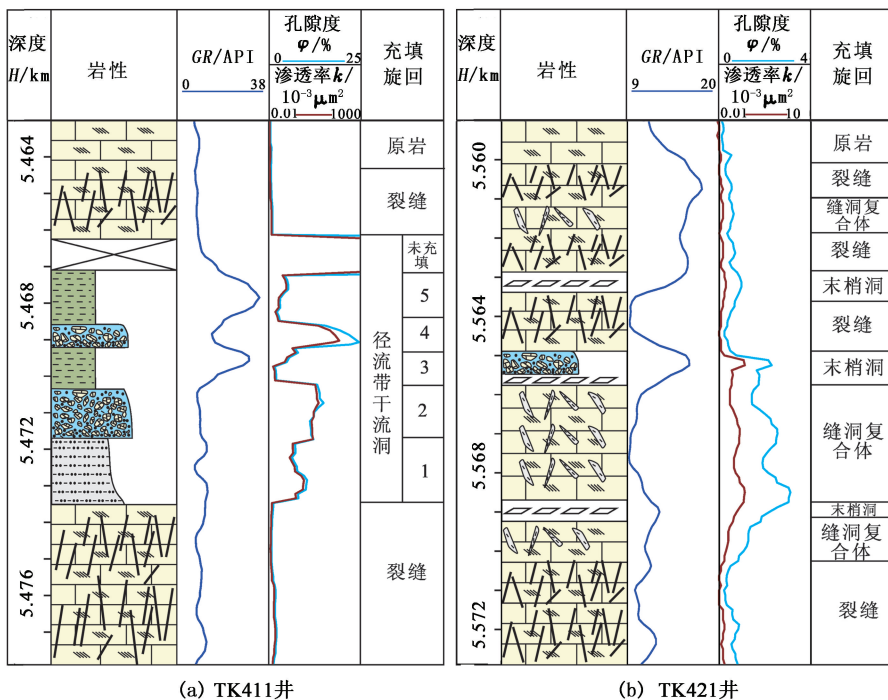 深度
H/km
岩性
GR/API
0 38
孔隙度
φ/%
0 25
渗透率k/
10⁻³μm²
0.01 1000
充填
旋回
5.464
5.468
5.472
5.476
原岩
裂缝
径流带干流洞
未充
填
5
4
3
2
1
裂缝
(a) TK411井
深度
H/km
岩性
GR/API
9 20
孔隙度
φ/%
0 4
渗透率k/
10⁻³μm²
0.01 10
充填
旋回
5.560
5.564
5.568
5.572
原岩
裂缝
缝洞复
合体
裂缝
末梢洞
裂缝
末梢洞
缝洞复
合体
末梢洞
缝洞复
合体
裂缝
(b) TK421井